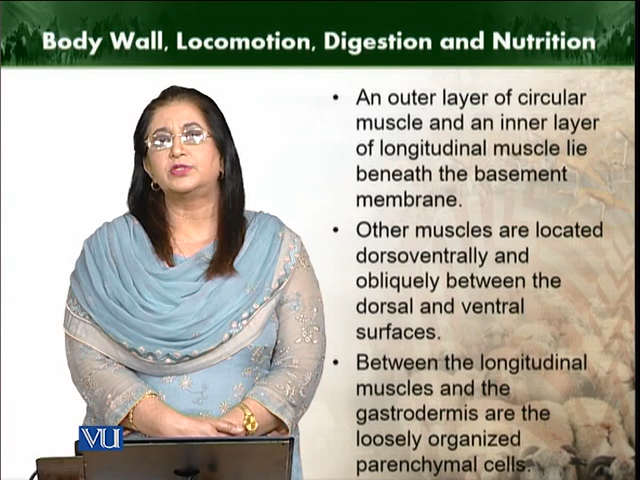 Body Wall, Locomotion, Digestion and Nutrition
• An outer layer of circular
muscle and an inner layer
of longitudinal muscle lie
beneath the basement
membrane.
• Other muscles are located
dorsoventrally and
obliquely between the
dorsal and ventral
surfaces.
• Between the longitudinal
muscles and the
gastrodermis are the
loosely organized
parenchymal cells.
VU